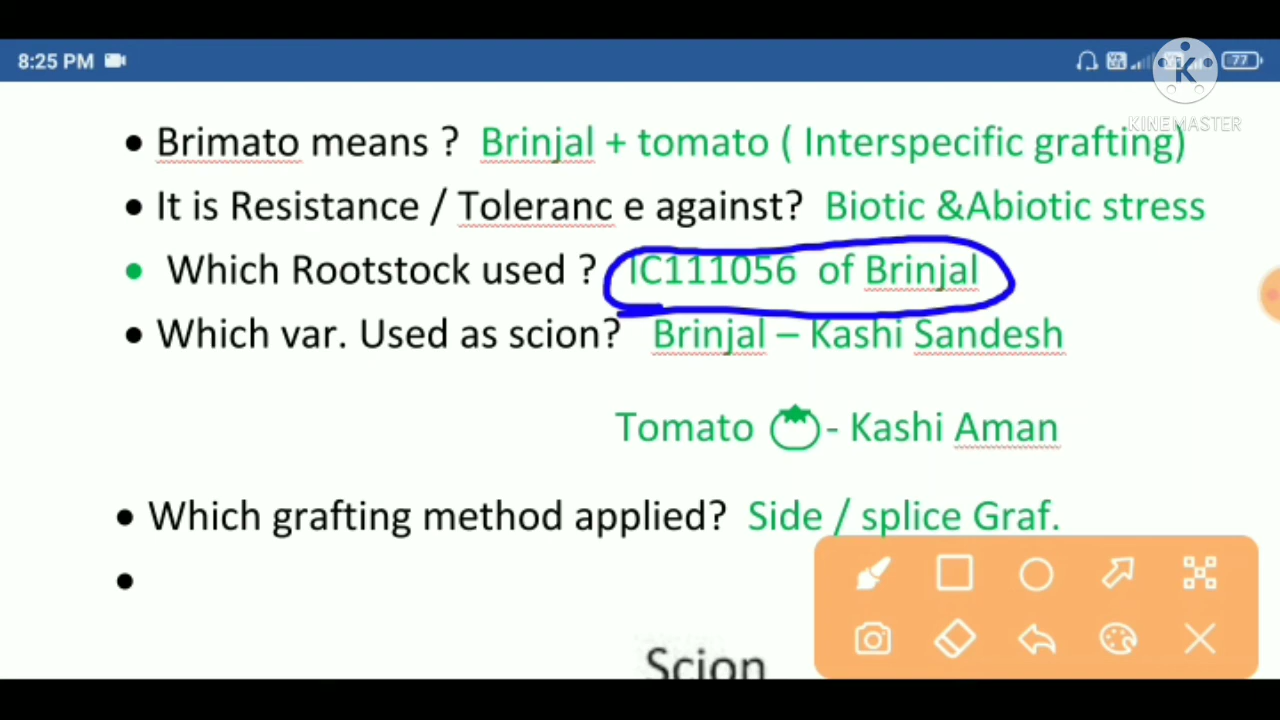 8:25 PM 77
KINEMASTER
• Brimato means ? Brinjal + tomato ( Interspecific grafting)
• It is Resistance / Toleranc e against? Biotic &Abiotic stress
• Which Rootstock used ? IC111056 of Brinjal
• Which var. Used as scion? Brinjal – Kashi Sandesh
Tomato - Kashi Aman
• Which grafting method applied? Side / splice Graf.
•
Scion